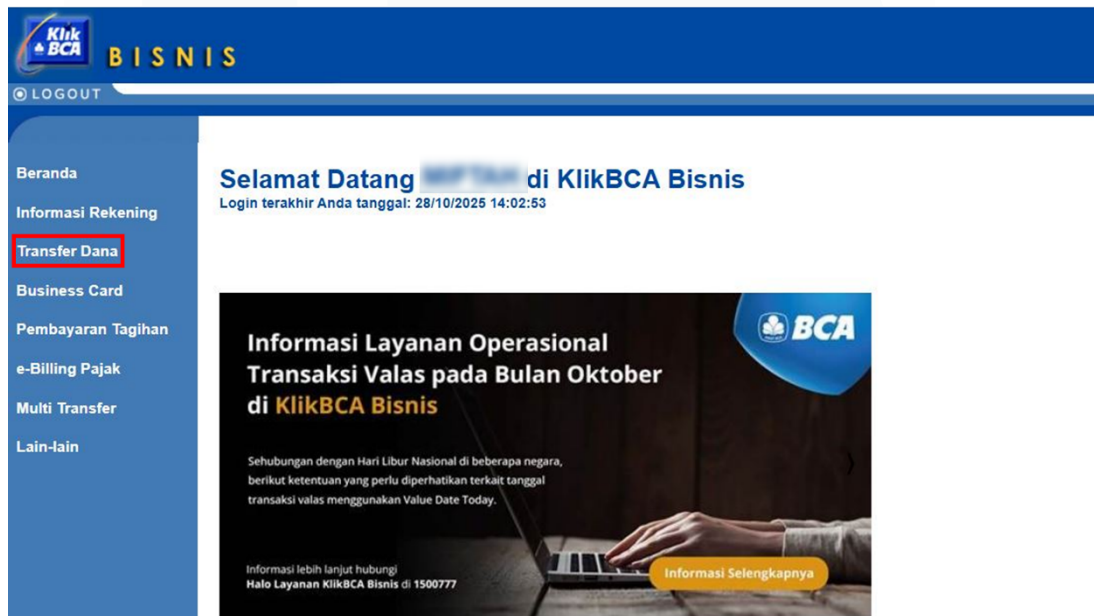 Klik
BCA
BISNIS
LOGOUT
Beranda
Informasi Rekening
Transfer Dana
Business Card
Pembayaran Tagihan
e-Billing Pajak
Multi Transfer
Lain-lain
Selamat Datang di KlikBCA Bisnis
Login terakhir Anda tanggal: 28/10/2025 14:02:53
BCA
Informasi Layanan Operasional
Transaksi Valas pada Bulan Oktober
di KlikBCA Bisnis
Sehubungan dengan Hari Libur Nasional di beberapa negara,
berikut ketentuan yang perlu diperhatikan terkait tanggal
transaksi valas menggunakan Value Date Today.
Informasi lebih lanjut hubungi
Halo Layanan KlikBCA Bisnis di 1500777
Informasi Selengkapnya